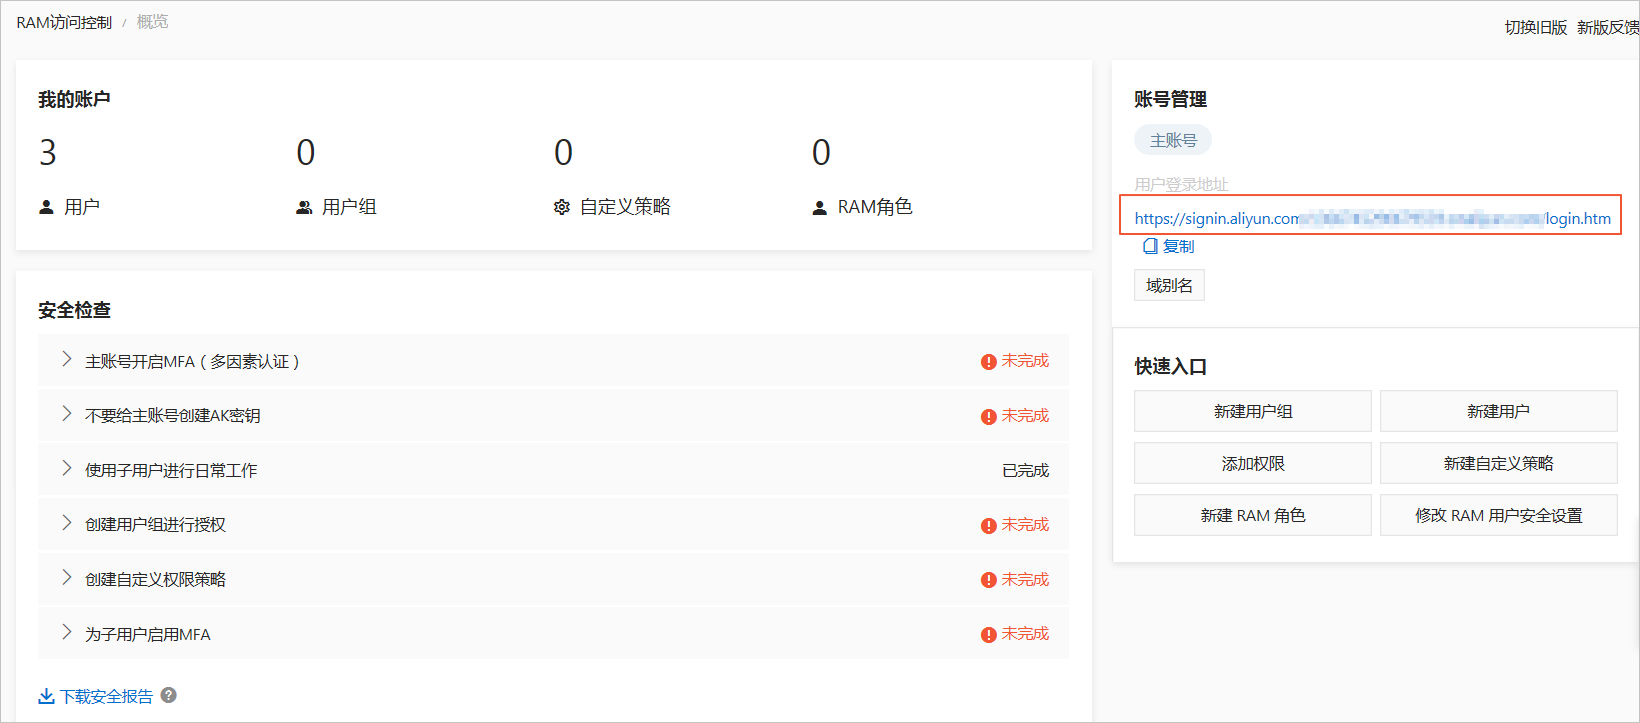 RAM访问控制 / 概览
切换旧版 新版反馈
我的账户
3 0 0 0
用户 用户组 自定义策略 RAM角色
安全检查
主账号开启MFA（多因素认证） 未完成
不要给主账号创建AK密钥 未完成
使用子用户进行日常工作 已完成
创建用户组进行授权 未完成
创建自定义权限策略 未完成
为子用户启用MFA 未完成
下载安全报告
账号管理
主账号
用户登录地址
https://signin.aliyun.com /login.htm
复制
域别名
快速入口
新建用户组 新建用户
添加权限 新建自定义策略
新建 RAM 角色 修改 RAM 用户安全设置